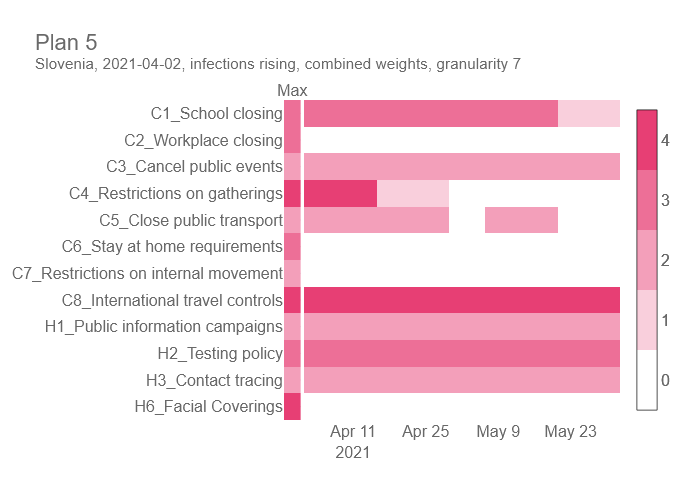 Plan 5
Slovenia, 2021-04-02, infections rising, combined weights, granularity 7
Max
C1_School closing
C2_Workplace closing
C3_Cancel public events
C4_Restrictions on gatherings
C5_Close public transport
C6_Stay at home requirements
C7_Restrictions on internal movement
C8_International travel controls
H1_Public information campaigns
H2_Testing policy
H3_Contact tracing
H6_Facial Coverings
Apr 11 Apr 25 May 9 May 23
2021
4
3
2
1
0